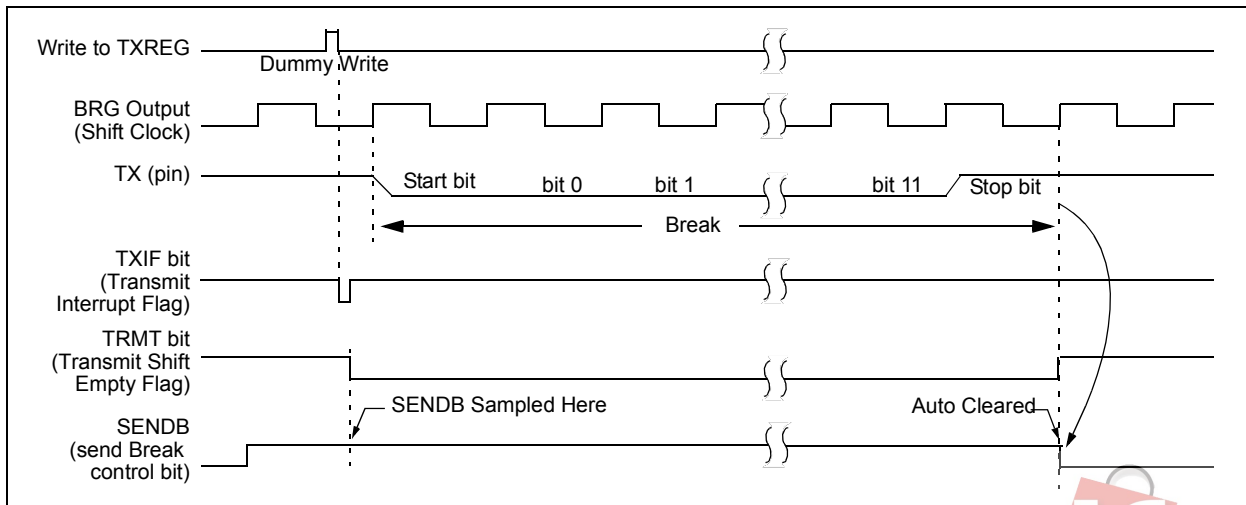 Write to TXREG
Dummy Write
BRG Output
(Shift Clock)
TX (pin)
Start bit
bit 0
bit 1
bit 11
Stop bit
Break
TXIF bit
(Transmit
Interrupt Flag)
TRMT bit
(Transmit Shift
Empty Flag)
SENDB Sampled Here
Auto Cleared
SENDB
(send Break
control bit)